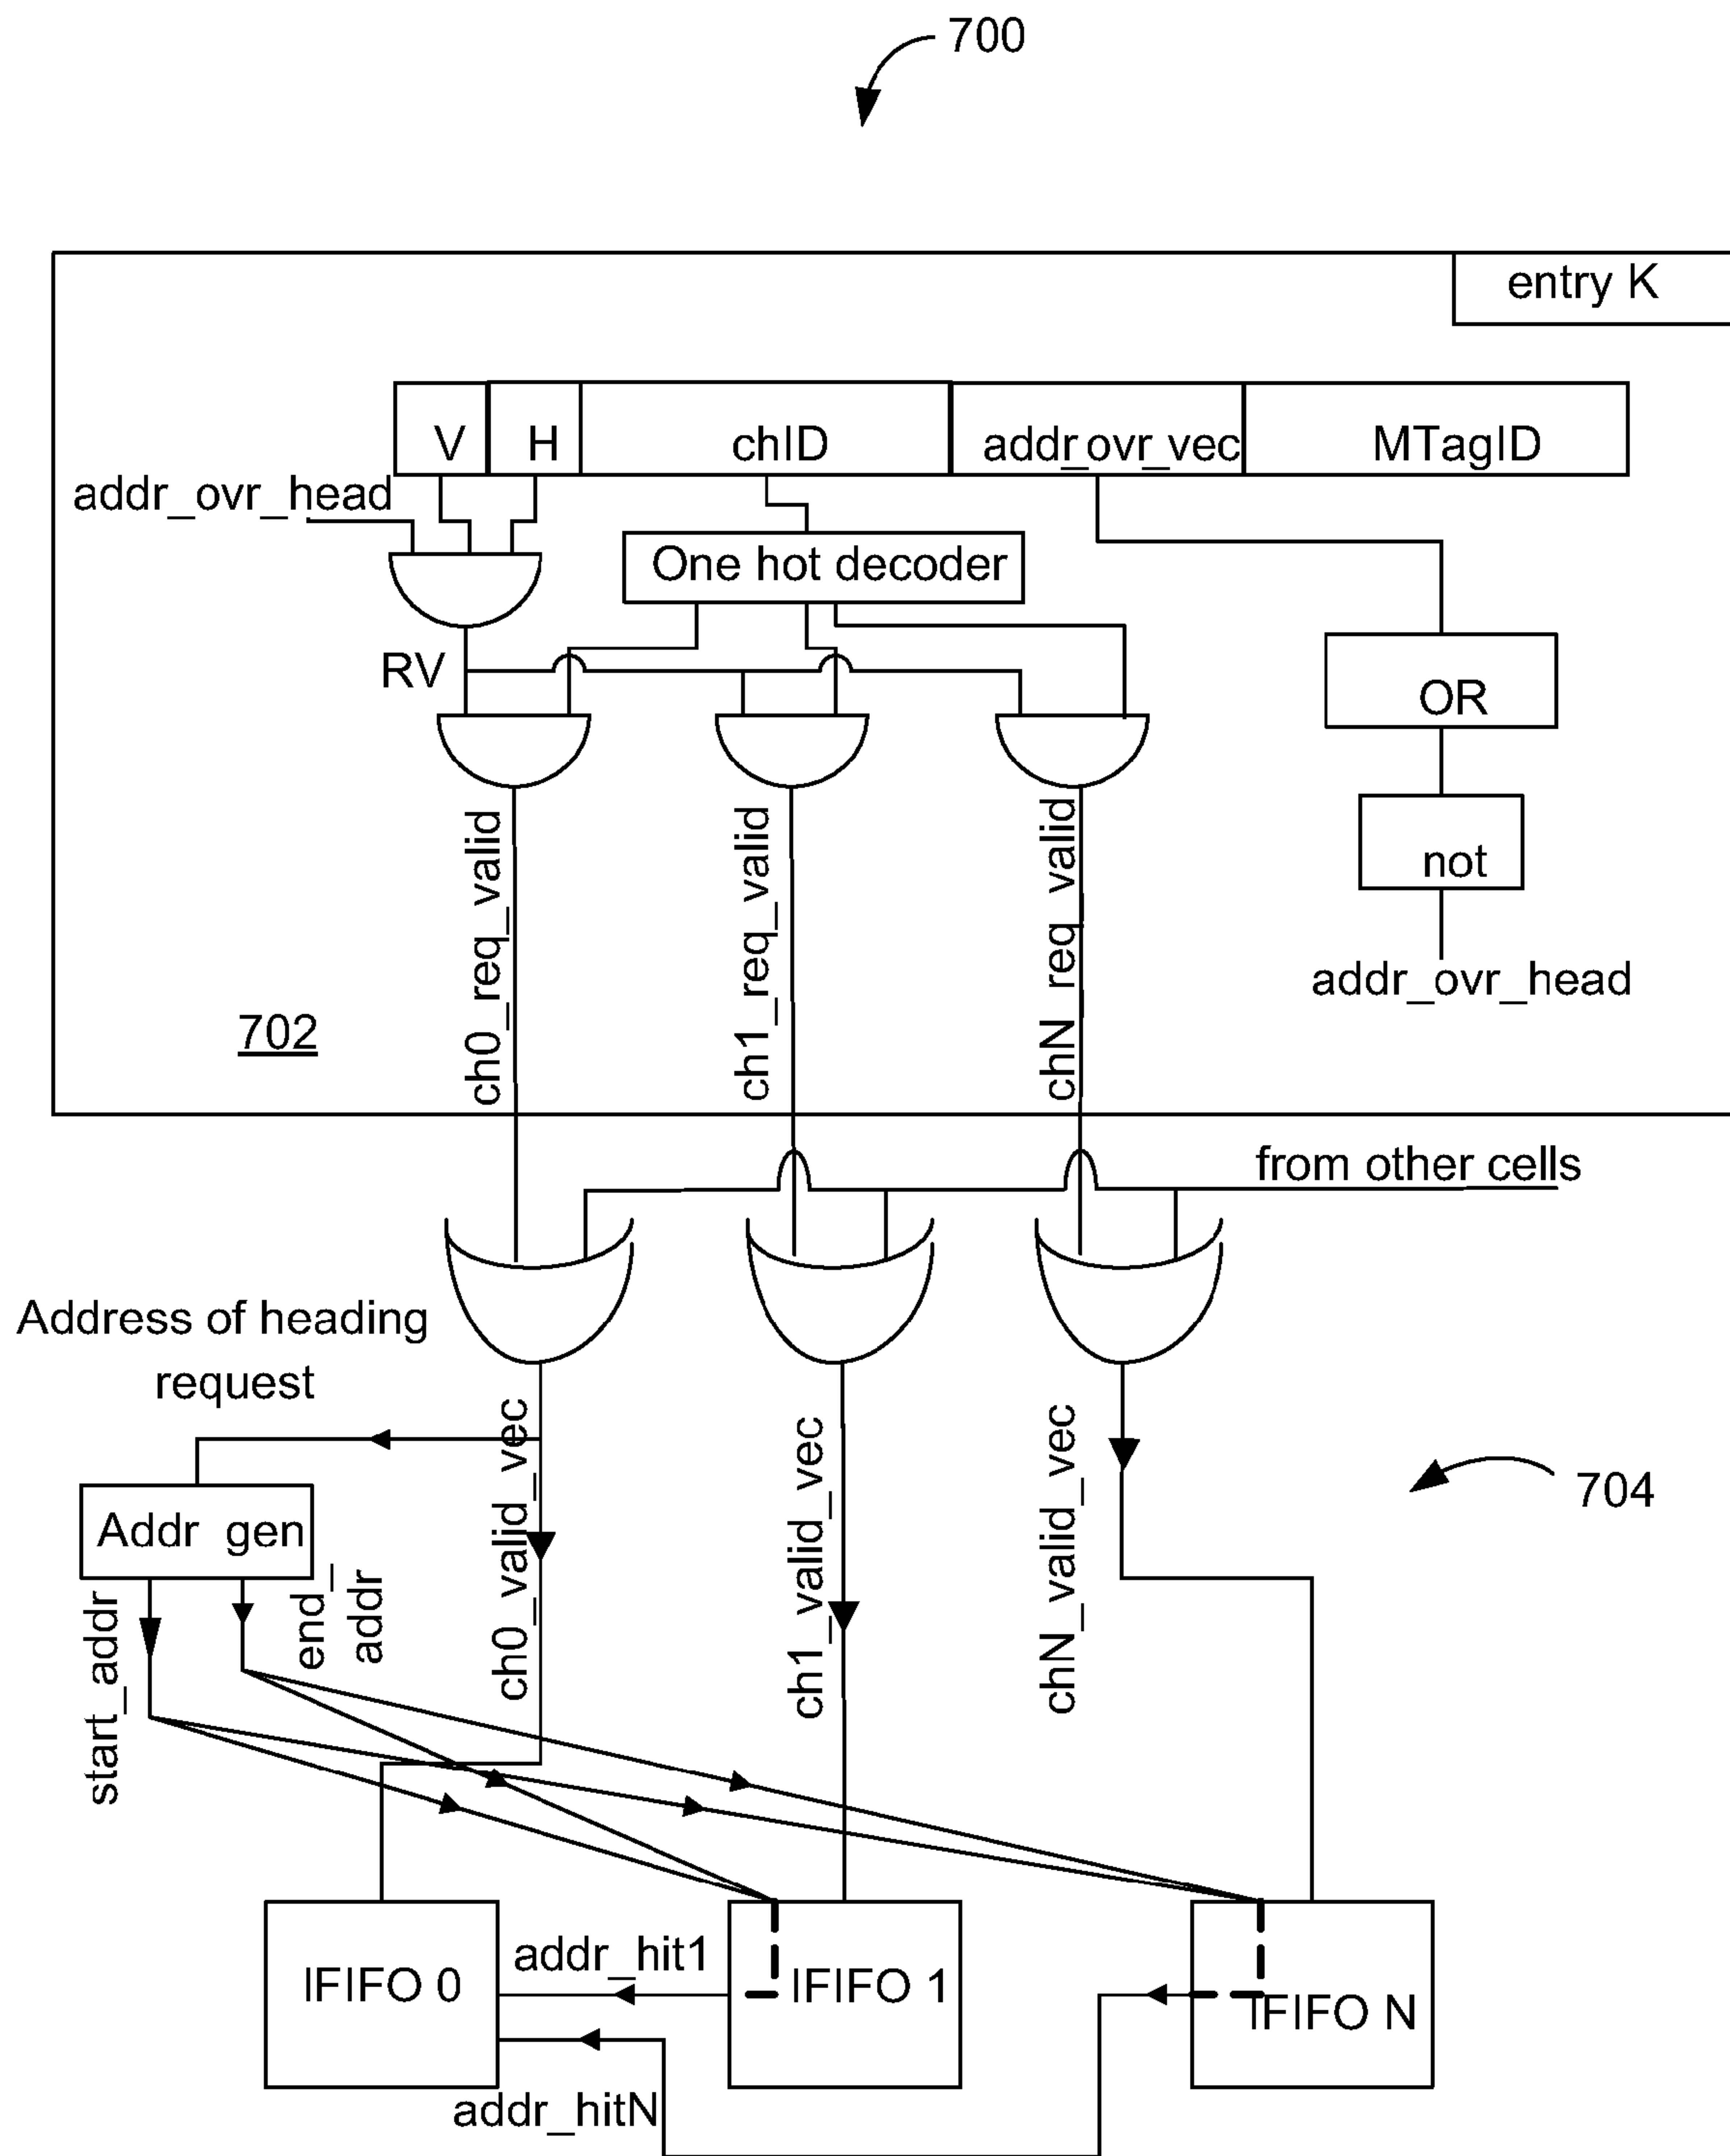 700
entry K
V H chID addr_ovr_vec MTagID
addr_ovr_head
One hot decoder
RV
OR
not
addr_ovr_head
ch0_req_valid
ch1_req_valid
chN_req_valid
702
from other cells
Address of heading
request
Addr gen
start_addr
end_
addr
ch0_valid_vec
ch1_valid_vec
chN_valid_vec
704
IFIFO 0
addr_hit1
IFIFO 1
IFIFO N
addr_hitN